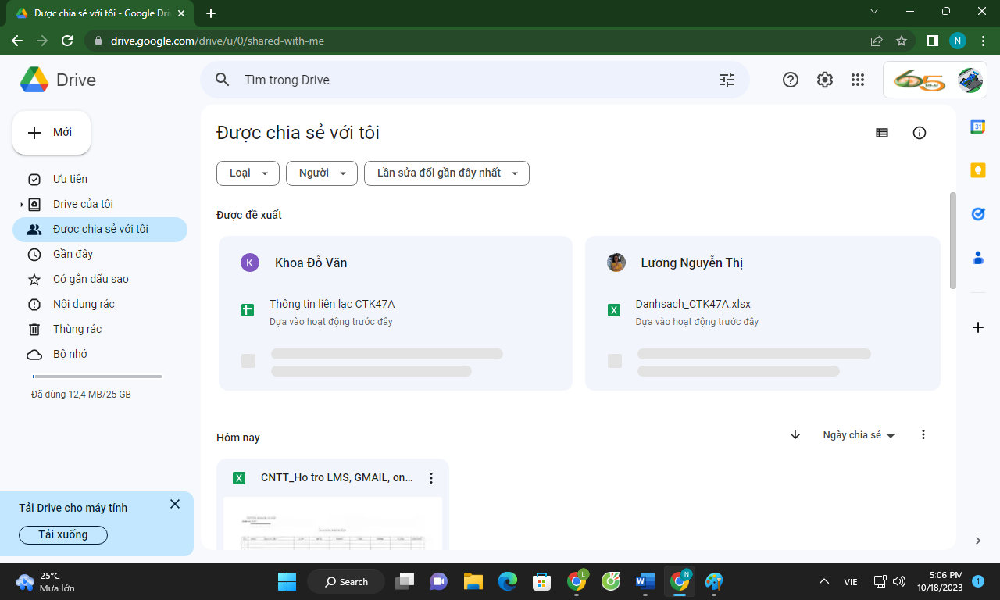 Được chia sẻ với tôi - Google Dri
drive.google.com/drive/u/0/shared-with-me
N
Drive
Tìm trong Drive
65
Mới
Được chia sẻ với tôi
31
Loại
Người
Lần sửa đổi gần đây nhất
Ưu tiên
Drive của tôi
Được chia sẻ với tôi
Gần đây
Có gắn dấu sao
Nội dung rác
Thùng rác
Bộ nhớ
Đã dùng 12,4 MB/25 GB
Được đề xuất
K
Khoa Đỗ Văn
Thông tin liên lạc CTK47A
Dựa vào hoạt động trước đây
Lương Nguyễn Thị
X
Danhsach_CTK47A.xlsx
Dựa vào hoạt động trước đây
Hôm nay
Ngày chia sẻ
X
CNTT_Ho tro LMS, GMAIL, on...
Tải Drive cho máy tính
Tải xuống
25°C
Mưa lớn
Search
L
W
N
VIE
5:06 PM
10/18/2023
1